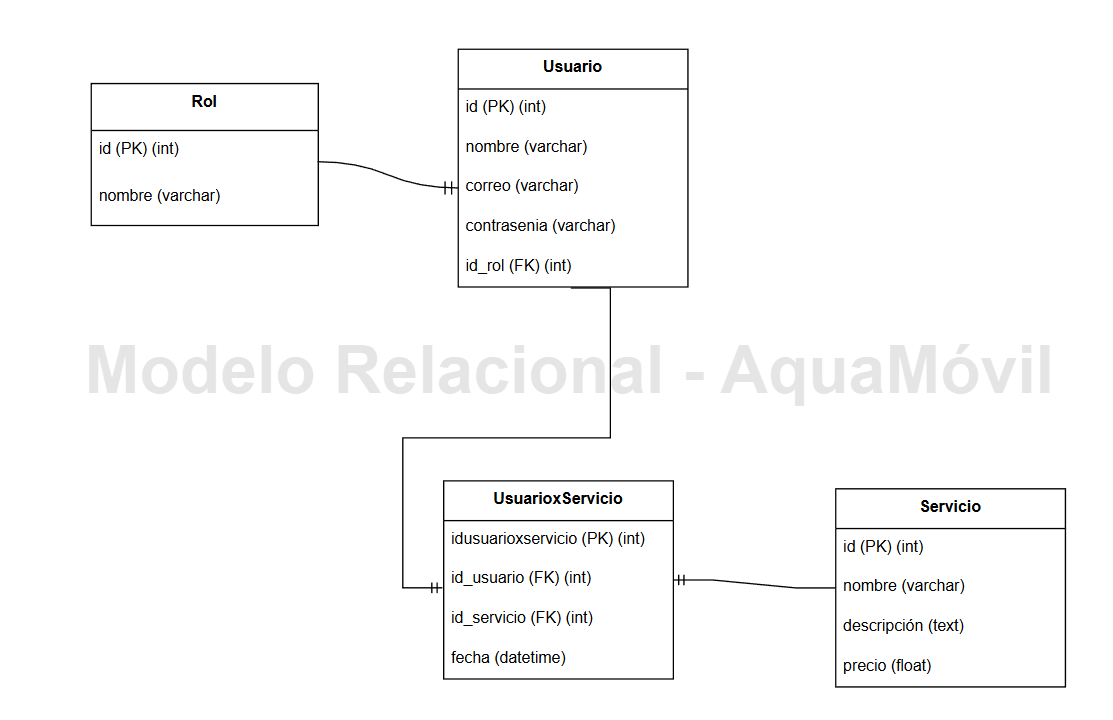 Rol
id (PK) (int)
nombre (varchar)
Usuario
id (PK) (int)
nombre (varchar)
correo (varchar)
contrasenia (varchar)
id_rol (FK) (int)
Modelo Relacional - AquaMóvil
UsuarioxServicio
idusuarioxservicio (PK) (int)
id_usuario (FK) (int)
id_servicio (FK) (int)
fecha (datetime)
Servicio
id (PK) (int)
nombre (varchar)
descripción (text)
precio (float)